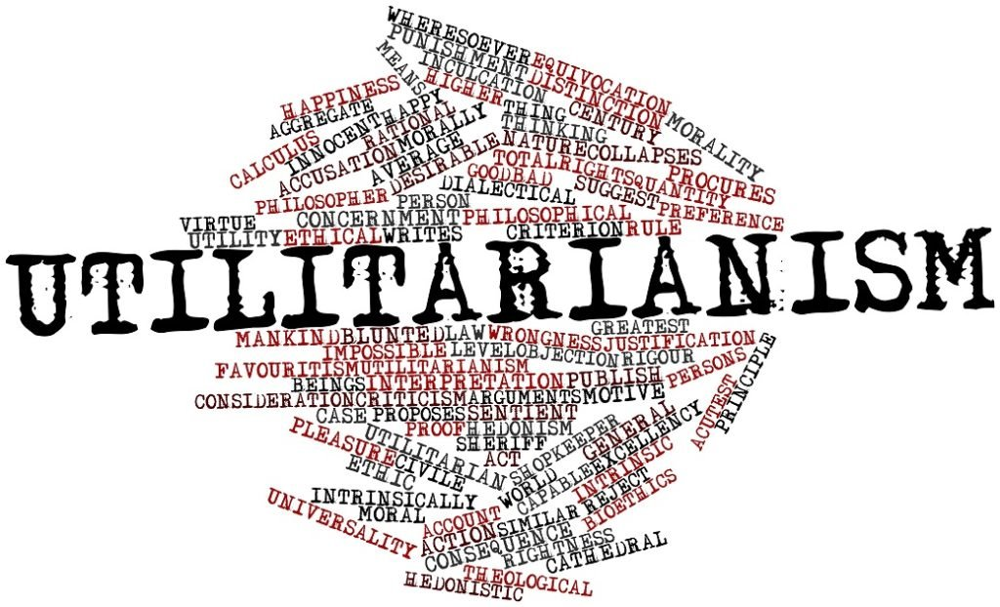 WHERESOEVER
PUNISHMENT EQUIVOCATION
MEANS INCULCATION DISTINCTION
HAPPINESS HIGHER THING CENTURY MORALITY
AGGREGATE HAPPY THINKING
CALCULUS INNOCENT RATIONAL NATURE COLLAPSES
ACCUSATION MORALLY TOTAL RIGHTS QUANTITY PROCURES
AVERAGE DESIRABLE GOOD BAD SUGGEST PREFERENCE
PHILOSOPHER PERSON DIALECTICAL
VIRTUE CONCERNMENT PHILOSOPHICAL
UTILITY ETHICAL WRITES CRITERION RULE
UTILITARIANISM
MANKIND BLUNTED LAW WRONGNESS GREATEST JUSTIFICATION
IMPOSSIBLE LEVEL OBJECTION RIGOUR
FAVOURITISM UTILITARIANISM PERSONS PRINCIPLE
BEINGS INTERPRETATION PUBLISH
CONSIDERATION CRITICISM ARGUMENTS MOTIVE ACUTEST
CASE PROPOSES SENTIENT
PLEASURE UTILITARIAN PROOF HEDONISM GENERAL
SHERIFF SHOPKEEPER EXCELLENCY
ETHIC CIVILE ACT CAPABLE INTRINSIC
INTRINSICALLY WORLD REJECT
UNIVERSALITY MORAL ACCOUNT SIMILAR BIOETHICS
ACTION
CONSEQUENCE RIGHTNESS CATHEDRAL
THEOLOGICAL
HEDONISTIC